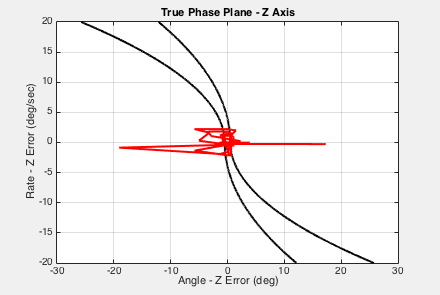 True Phase Plane - Z Axis
Rate - Z Error (deg/sec)
20
15
10
5
0
-5
-10
-15
-20
-30 -20 -10 0 10 20 30
Angle - Z Error (deg)